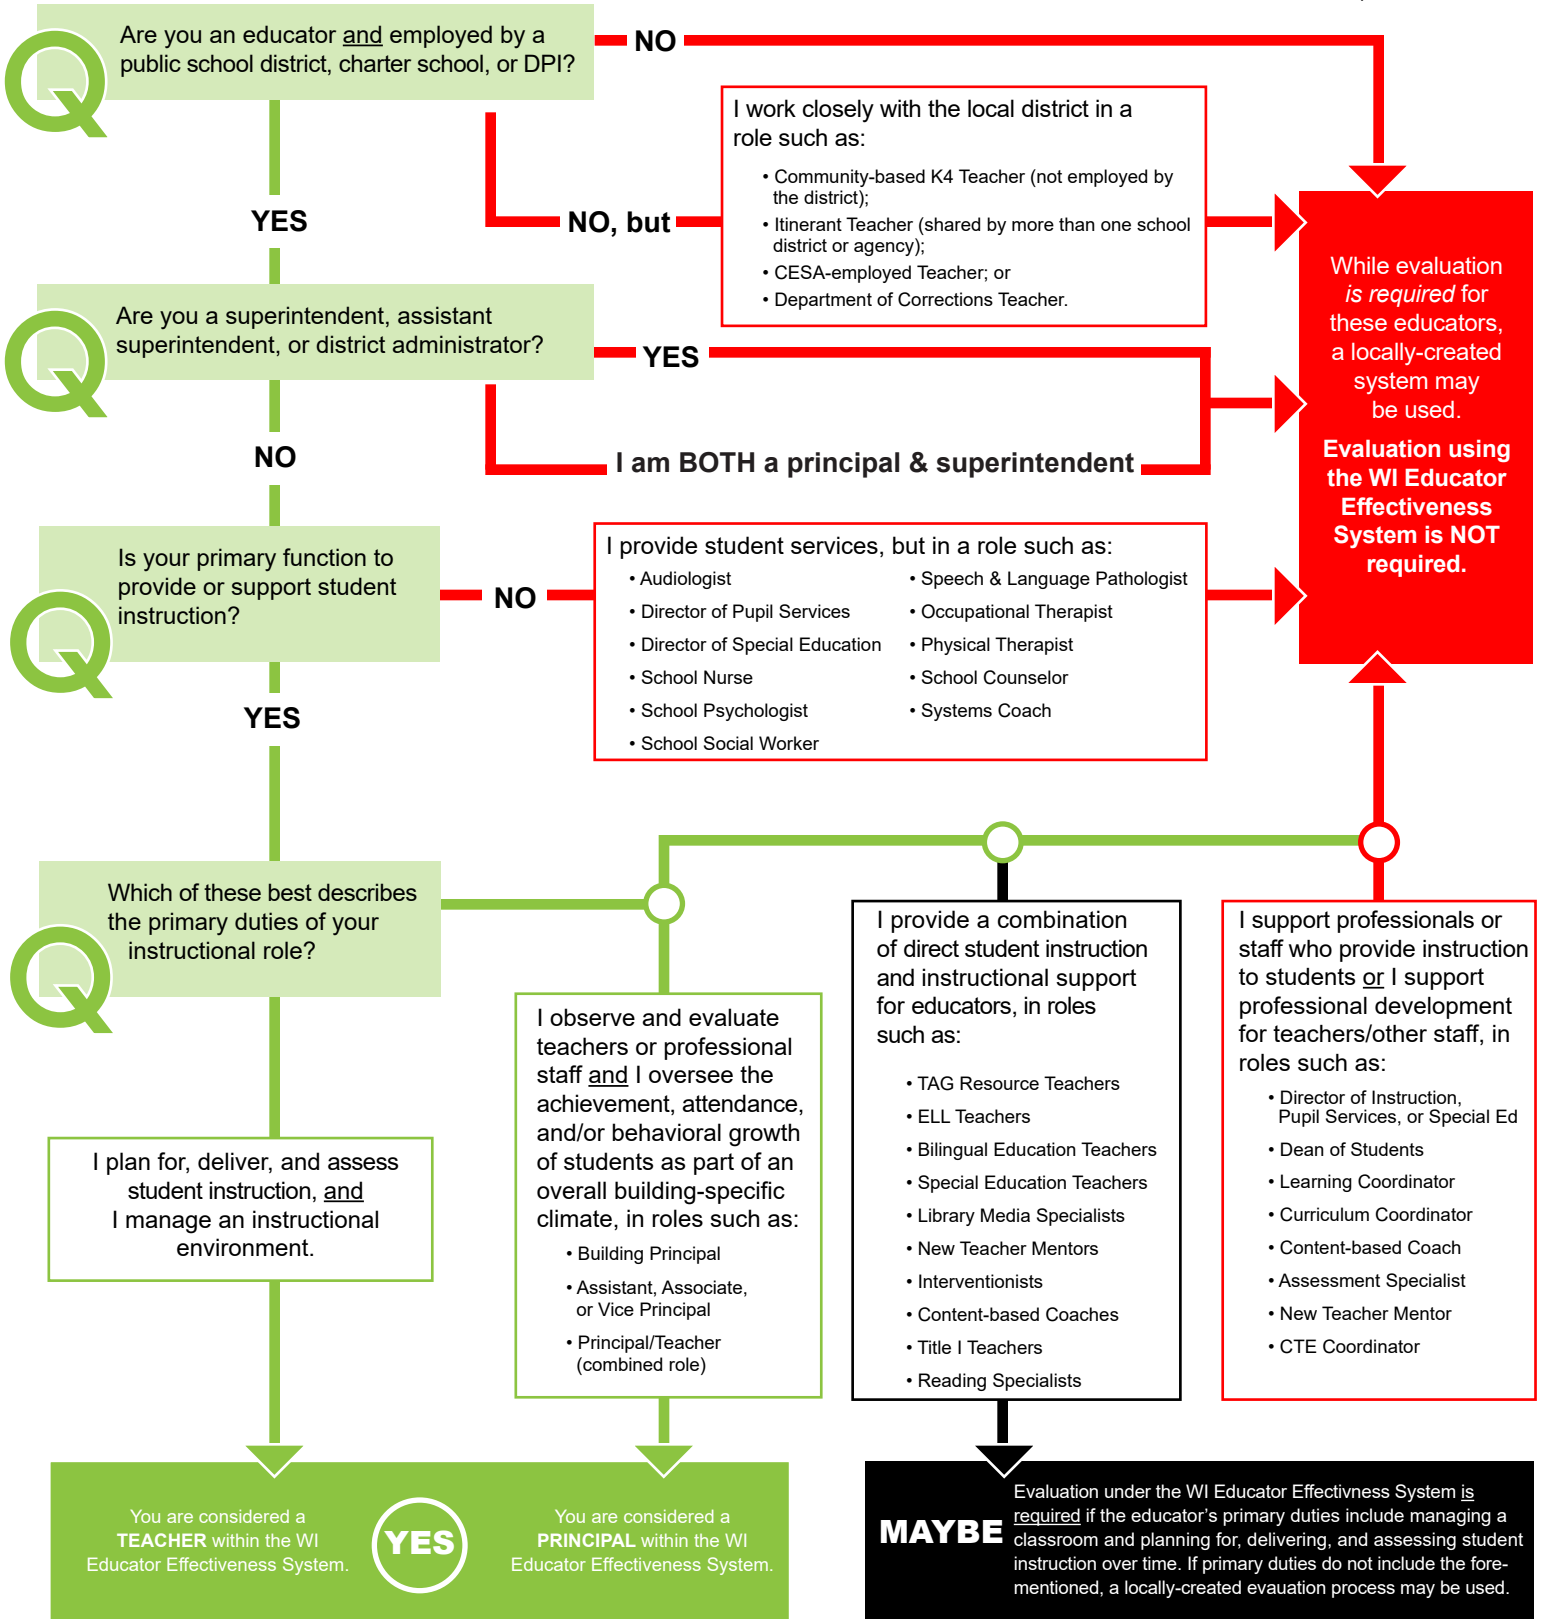 Are you an educator and employed by a
public school district, charter school, or DPI?
Q
NO
YES
NO, but
I work closely with the local district in a
role such as:
• Community-based K4 Teacher (not employed by
the district);
• Itinerant Teacher (shared by more than one school
district or agency);
• CESA-employed Teacher; or
• Department of Corrections Teacher.
While evaluation
is required for
these educators,
a locally-created
system may
be used.
Evaluation using
the WI Educator
Effectiveness
System is NOT
required.
Are you a superintendent, assistant
superintendent, or district administrator?
Q
YES
NO
I am BOTH a principal & superintendent
Is your primary function to
provide or support student
instruction?
Q
NO
YES
I provide student services, but in a role such as:
• Audiologist
• Director of Pupil Services
• Director of Special Education
• School Nurse
• School Psychologist
• School Social Worker
• Speech & Language Pathologist
• Occupational Therapist
• Physical Therapist
• School Counselor
• Systems Coach
Which of these best describes
the primary duties of your
instructional role?
Q
I plan for, deliver, and assess
student instruction, and
I manage an instructional
environment.
I observe and evaluate
teachers or professional
staff and I oversee the
achievement, attendance,
and/or behavioral growth
of students as part of an
overall building-specific
climate, in roles such as:
• Building Principal
• Assistant, Associate,
or Vice Principal
• Principal/Teacher
(combined role)
I provide a combination
of direct student instruction
and instructional support
for educators, in roles
such as:
• TAG Resource Teachers
• ELL Teachers
• Bilingual Education Teachers
• Special Education Teachers
• Library Media Specialists
• New Teacher Mentors
• Interventionists
• Content-based Coaches
• Title I Teachers
• Reading Specialists
I support professionals or
staff who provide instruction
to students or I support
professional development
for teachers/other staff, in
roles such as:
• Director of Instruction,
Pupil Services, or Special Ed
• Dean of Students
• Learning Coordinator
• Curriculum Coordinator
• Content-based Coach
• Assessment Specialist
• New Teacher Mentor
• CTE Coordinator
You are considered a
TEACHER within the WI
Educator Effectiveness System.
YES
You are considered a
PRINCIPAL within the WI
Educator Effectiveness System.
MAYBE
Evaluation under the WI Educator Effectivness System is
required if the educator's primary duties include managing a
classroom and planning for, delivering, and assessing student
instruction over time. If primary duties do not include the fore-
mentioned, a locally-created evauation process may be used.